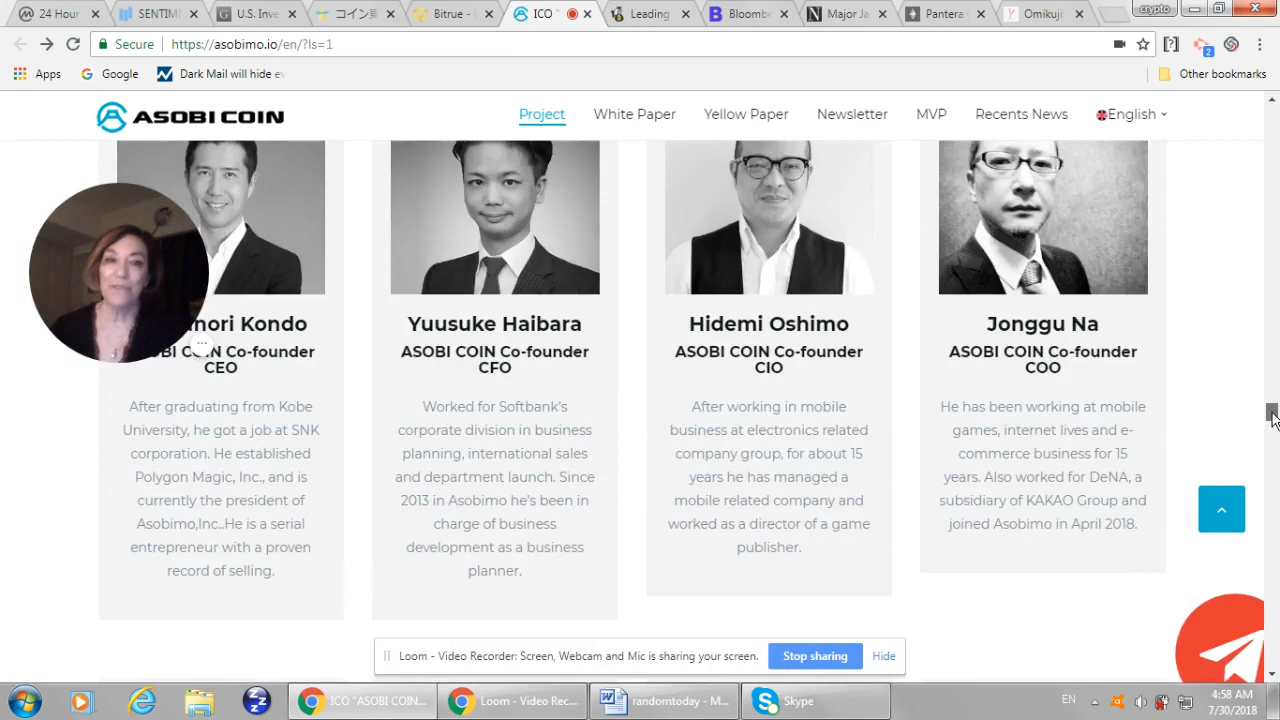 24 Hour
SENTIME
U.S. Inve
コイン東
Bitrue -
ICO "
Leading
Bloombe
Major Ja
Pantera
Omikuji
crypto
Secure
https://asobimo.io/en/?ls=1
[?]
2
Apps
Google
Dark Mail will hide ev
Other bookmarks
ASOBI COIN
Project
White Paper
Yellow Paper
Newsletter
MVP
Recents News
English
nori Kondo
BI COIN Co-founder
CEO
After graduating from Kobe
University, he got a job at SNK
corporation. He established
Polygon Magic, Inc., and is
currently the president of
Asobimo,Inc..He is a serial
entrepreneur with a proven
record of selling.
Yuusuke Haibara
ASOBI COIN Co-founder
CFO
Worked for Softbank's
corporate division in business
planning, international sales
and department launch. Since
2013 in Asobimo he's been in
charge of business
development as a business
planner.
Hidemi Oshimo
ASOBI COIN Co-founder
CIO
After working in mobile
business at electronics related
company group, for about 15
years he has managed a
mobile related company and
worked as a director of a game
publisher.
Jonggu Na
ASOBI COIN Co-founder
COO
He has been working at mobile
games, internet lives and e-
commerce business for 15
years. Also worked for DeNA, a
subsidiary of KAKAO Group and
joined Asobimo in April 2018.
Loom - Video Recorder: Screen, Webcam and Mic is sharing your screen.
Stop sharing
Hide
ICO "ASOBI COIN...
Loom - Video Rec...
randomtoday - M...
Skype
EN
4:58 AM
7/30/2018